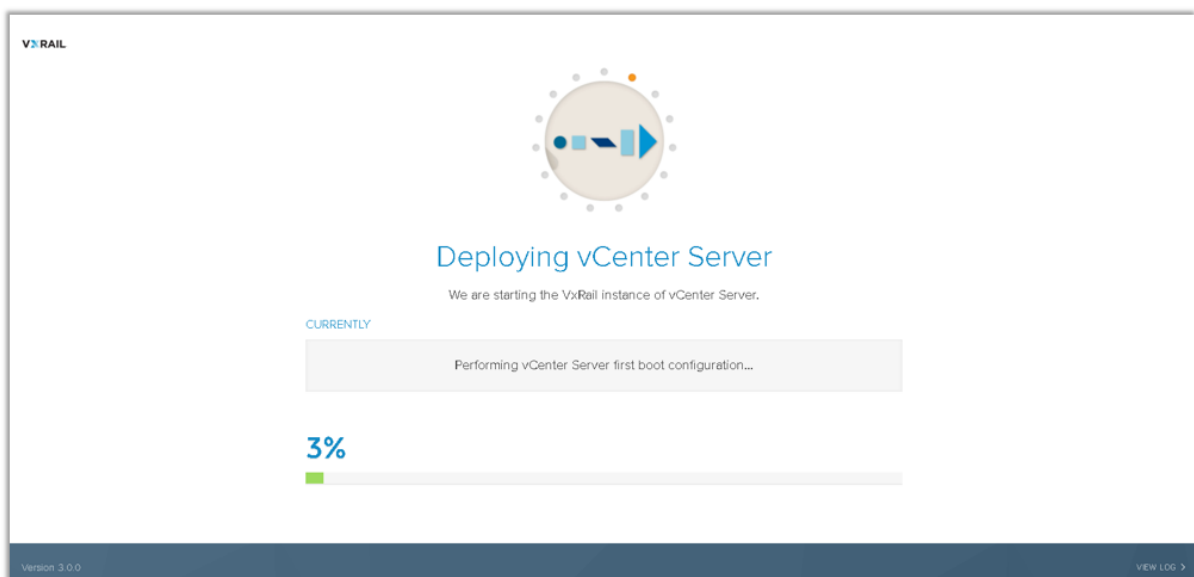 VXRAIL
Deploying vCenter Server
We are starting the VxRail instance of vCenter Server.
CURRENTLY
Performing vCenter Server first boot configuration...
3%
Version 3.0.0
VIEW LOG >